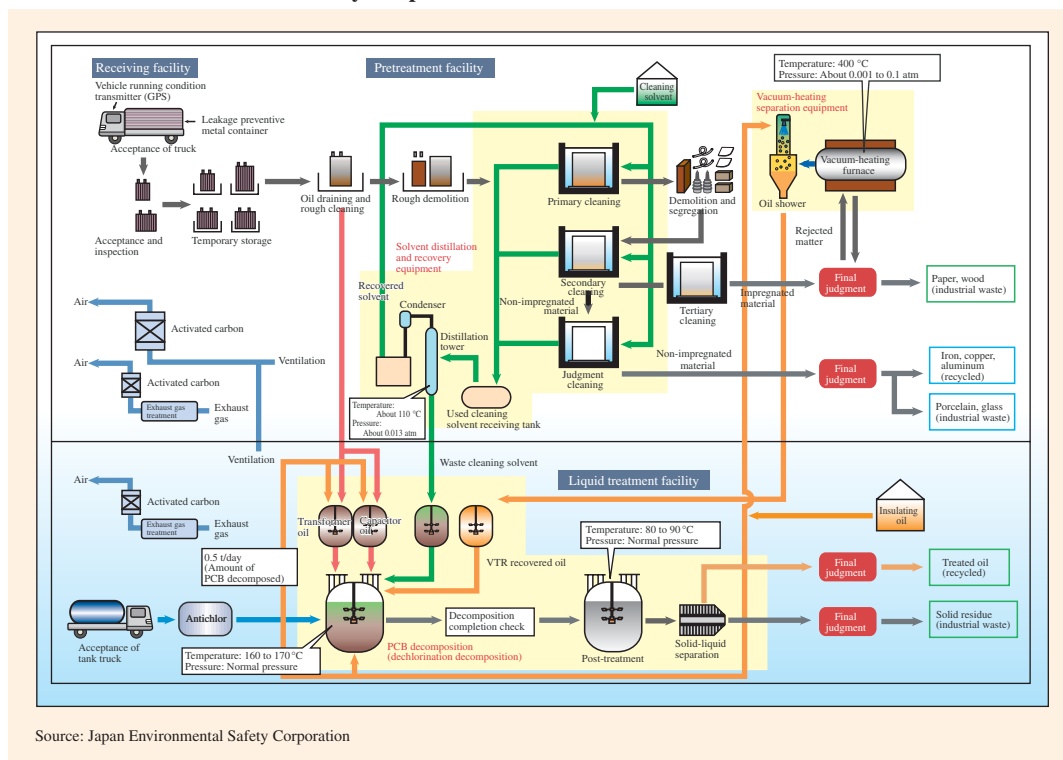 Receiving facility
Pretreatment facility
Vehicle running condition
transmitter (GPS)
Leakage preventive
metal container
Acceptance of truck
Acceptance and
inspection
Temporary storage
Oil draining and
rough cleaning
Rough demolition
Cleaning
solvent
Primary cleaning
Demolition and
segregation
Vacuum-heating
separation equipment
Temperature: 400 °C
Pressure: About 0.001 to 0.1 atm
Vacuum-heating
furnace
Oil shower
Rejected
matter
Solvent distillation
and recovery
equipment
Recovered
solvent
Condenser
Distillation
tower
Secondary
cleaning
Non-impregnated
material
Tertiary
cleaning
Impregnated
material
Final
judgment
Paper, wood
(industrial waste)
Judgment
cleaning
Non-impregnated
material
Final
judgment
Iron, copper,
aluminum
(recycled)
Porcelain, glass
(industrial waste)
Temperature:
About 110 °C
Pressure:
About 0.013 atm
Used cleaning
solvent receiving tank
Air
Activated carbon
Ventilation
Air
Activated carbon
Exhaust gas
treatment
Exhaust
gas
Ventilation
Waste cleaning solvent
Liquid treatment facility
Air
Activated carbon
Exhaust gas
treatment
Exhaust
gas
Transformer
oil
Capacitor
oil
VTR recovered oil
Temperature: 80 to 90 °C
Pressure: Normal pressure
Insulating
oil
0.5 t/day
(Amount of
PCB decomposed)
Final
judgment
Treated oil
(recycled)
Antichlor
Acceptance of
tank truck
Temperature: 160 to 170 °C
Pressure: Normal pressure
PCB decomposition
(dechlorination decomposition)
Decomposition
completion check
Post-treatment
Solid-liquid
separation
Final
judgment
Solid residue
(industrial waste)
Source: Japan Environmental Safety Corporation